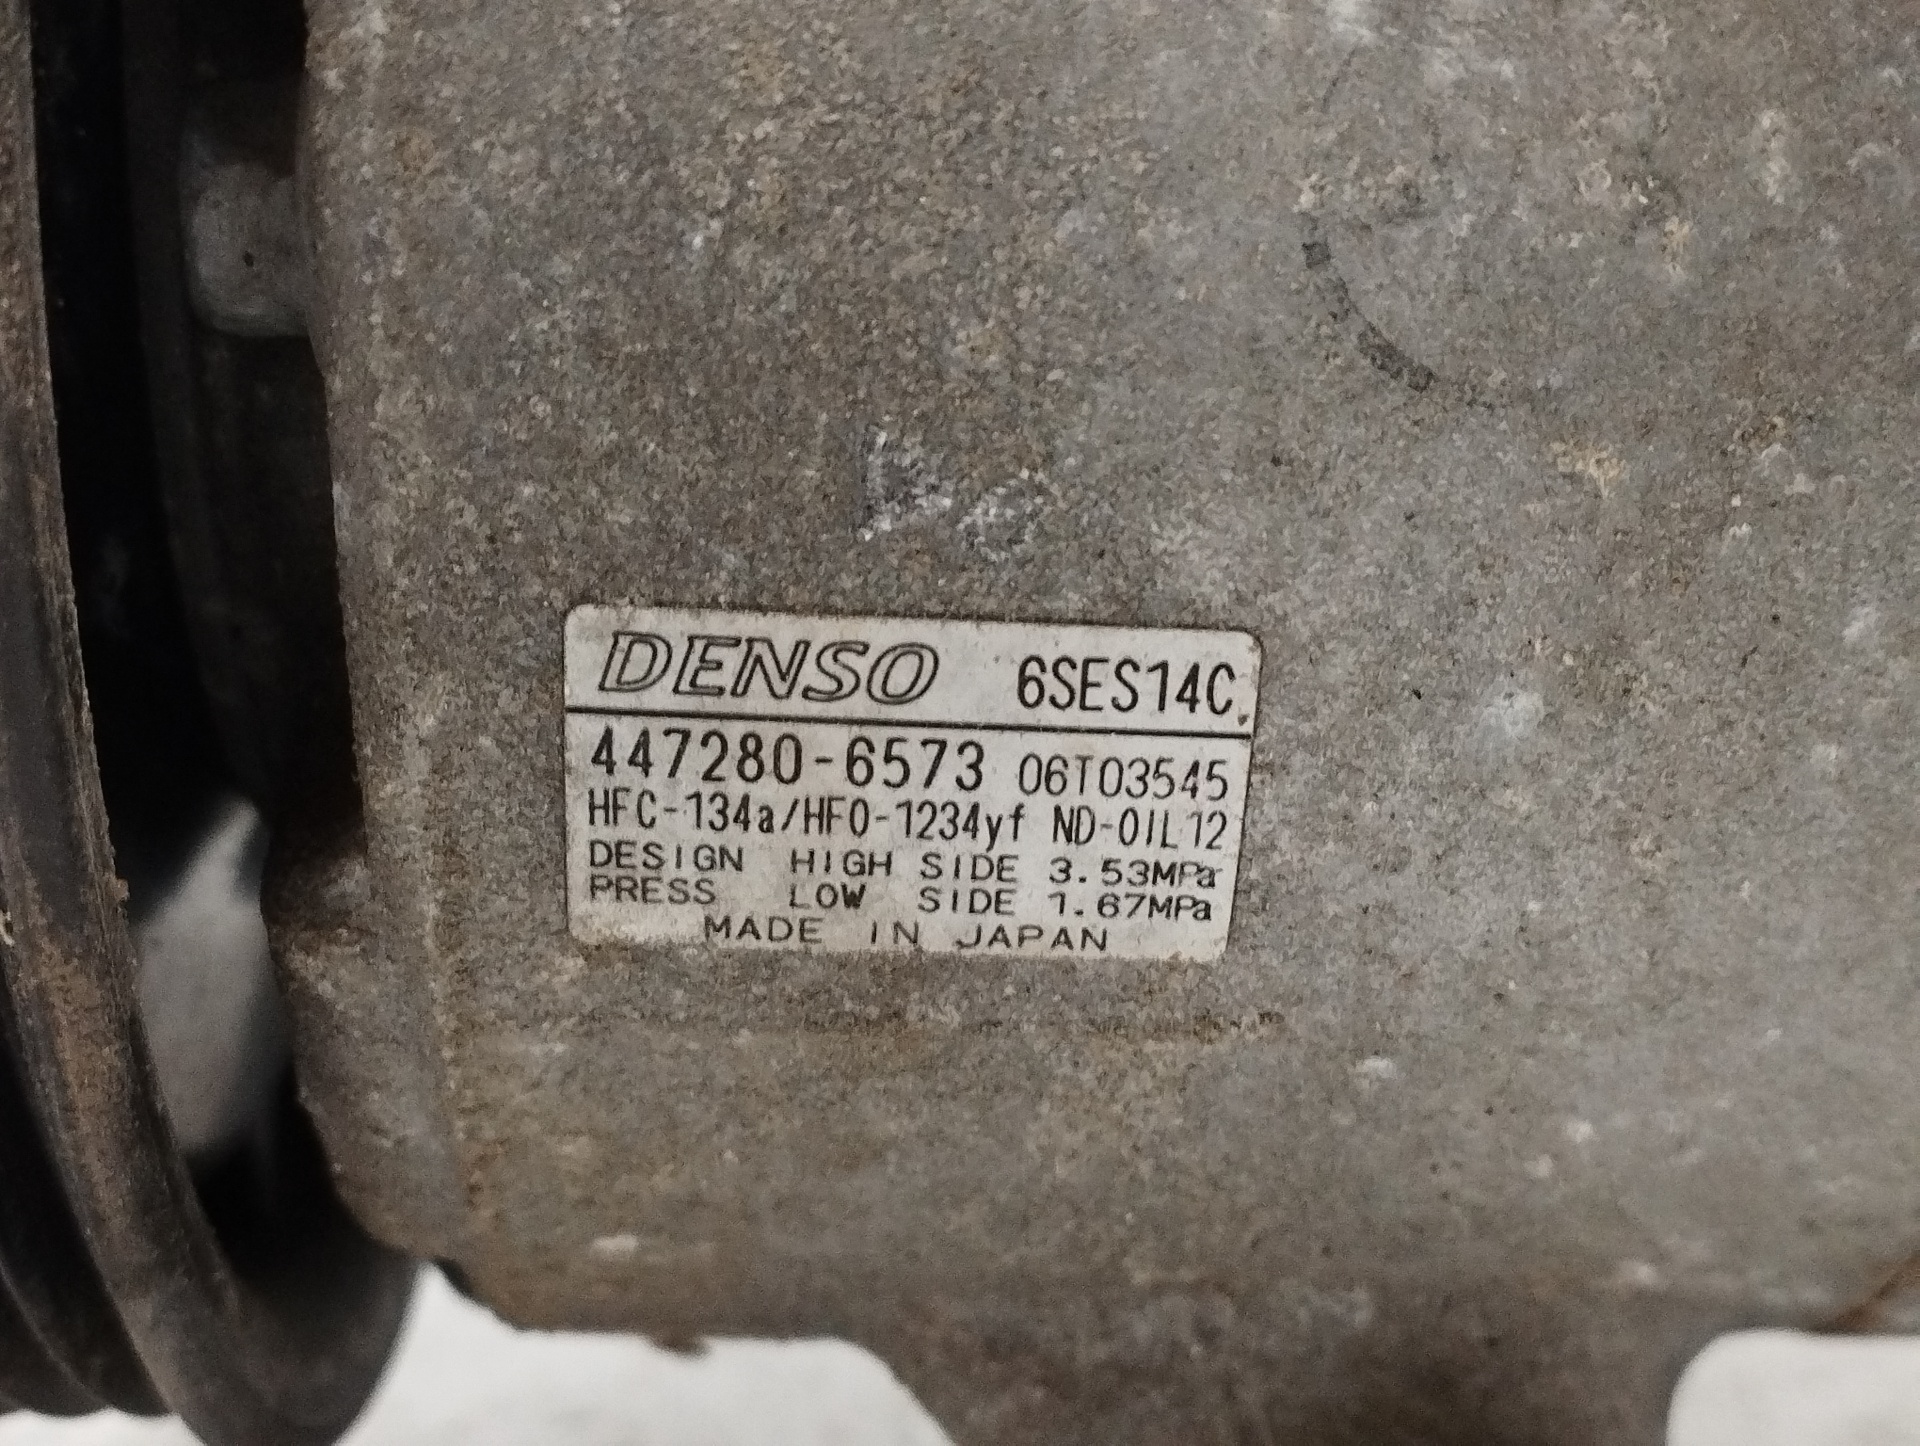 DENSO 6SES14C
447280-6573 06T03545
HFC-134a/HFO-1234yf ND-OIL12
DESIGN HIGH SIDE 3.53MPa
PRESS LOW SIDE 1.67MPa
MADE IN JAPAN